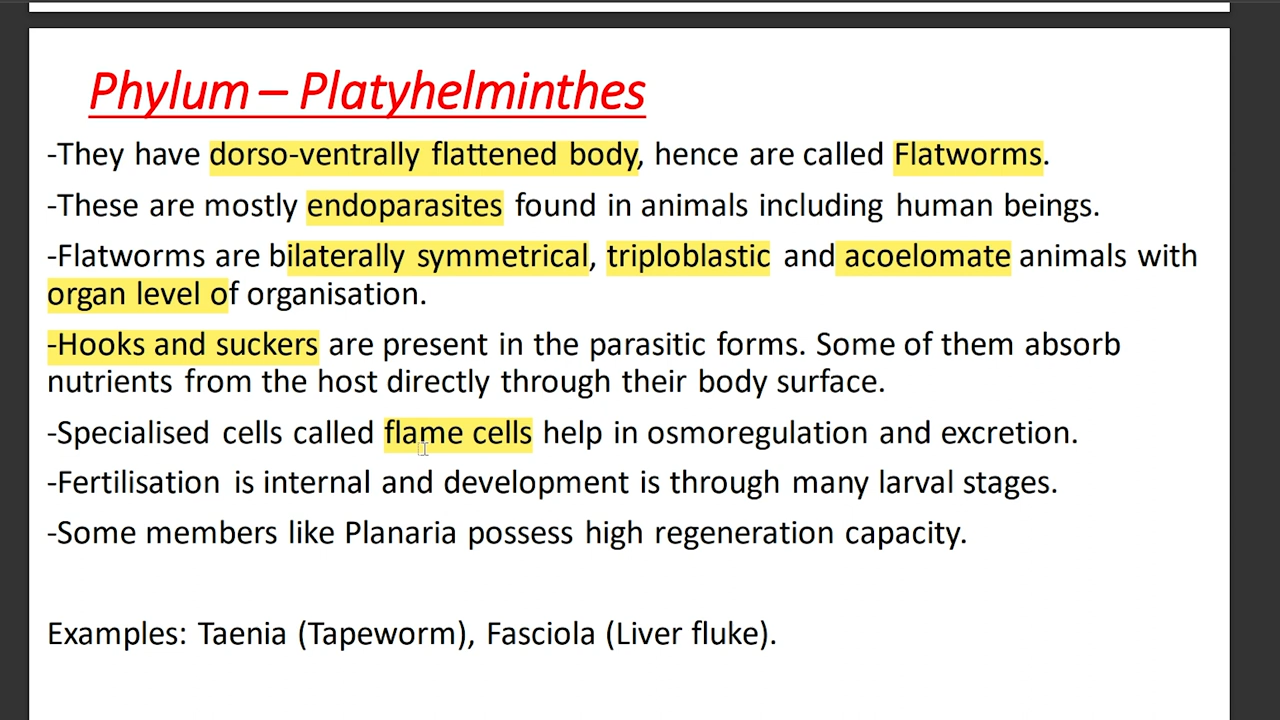 Phylum – Platyhelminthes
-They have dorso-ventrally flattened body, hence are called Flatworms.
-These are mostly endoparasites found in animals including human beings.
-Flatworms are bilaterally symmetrical, triploblastic and acoelomate animals with
organ level of organisation.
-Hooks and suckers are present in the parasitic forms. Some of them absorb
nutrients from the host directly through their body surface.
-Specialised cells called flame cells help in osmoregulation and excretion.
-Fertilisation is internal and development is through many larval stages.
-Some members like Planaria possess high regeneration capacity.
Examples: Taenia (Tapeworm), Fasciola (Liver fluke).